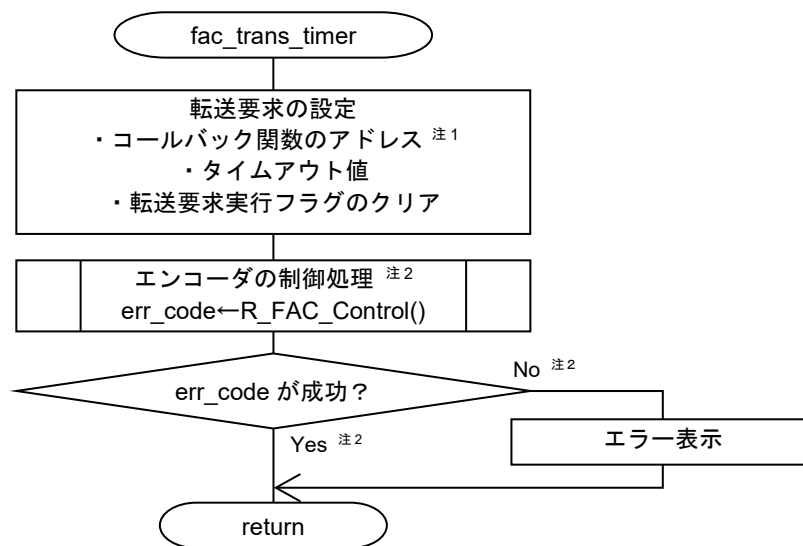 fac_trans_timer
転送要求の設定
・コールバック関数のアドレス 注1
・タイムアウト値
・転送要求実行フラグのクリア
エンコーダの制御処理 注2
err_code←R_FAC_Control()
err_code が成功？
No 注2
エラー表示
Yes 注2
return